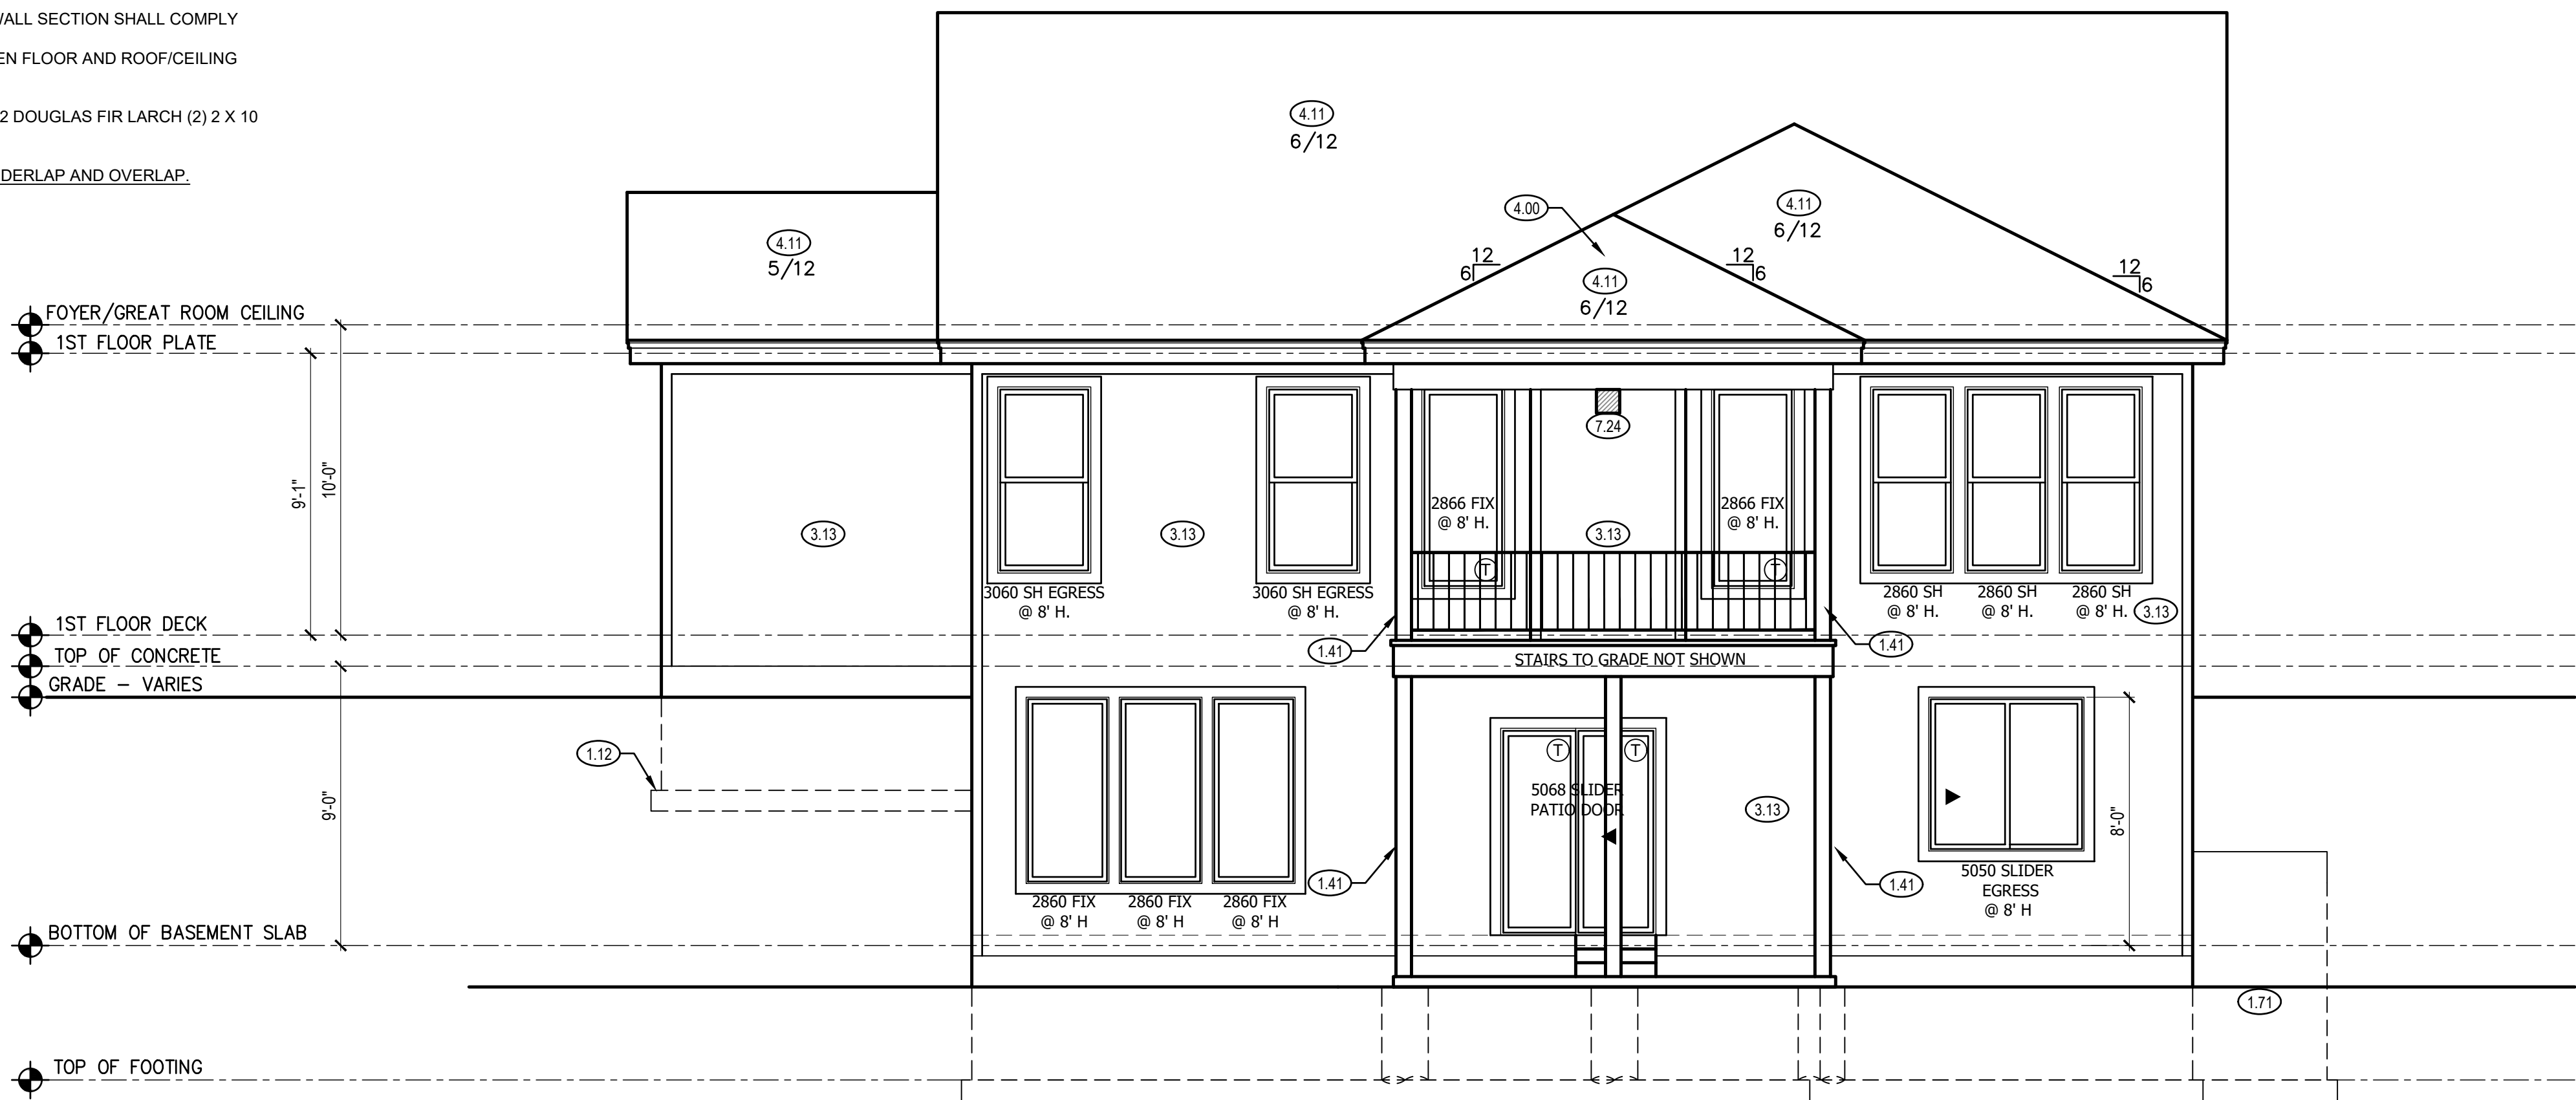 WALL SECTION SHALL COMPLY
EN FLOOR AND ROOF/CEILING
2 DOUGLAS FIR LARCH (2) 2 X 10
DERLAP AND OVERLAP.
4.11
6/12
4.00
4.11
6/12
4.11
5/12
12
6
12
6
12
6
4.11
6/12
FOYER/GREAT ROOM CEILING
1ST FLOOR PLATE
7.24
9'-1"
10'-0"
2866 FIX
@ 8' H.
2866 FIX
@ 8' H.
3.13
3.13
3.13
T
T
3060 SH EGRESS
@ 8' H.
3060 SH EGRESS
@ 8' H.
2860 SH
@ 8' H.
2860 SH
@ 8' H.
2860 SH
@ 8' H.
3.13
1ST FLOOR DECK
1.41
1.41
TOP OF CONCRETE
STAIRS TO GRADE NOT SHOWN
GRADE - VARIES
1.12
T
T
5068 SLIDER
PATIO DOOR
3.13
9'-0"
8'-0"
1.41
1.41
5050 SLIDER
EGRESS
@ 8' H
2860 FIX
@ 8' H
2860 FIX
@ 8' H
2860 FIX
@ 8' H
BOTTOM OF BASEMENT SLAB
1.71
TOP OF FOOTING